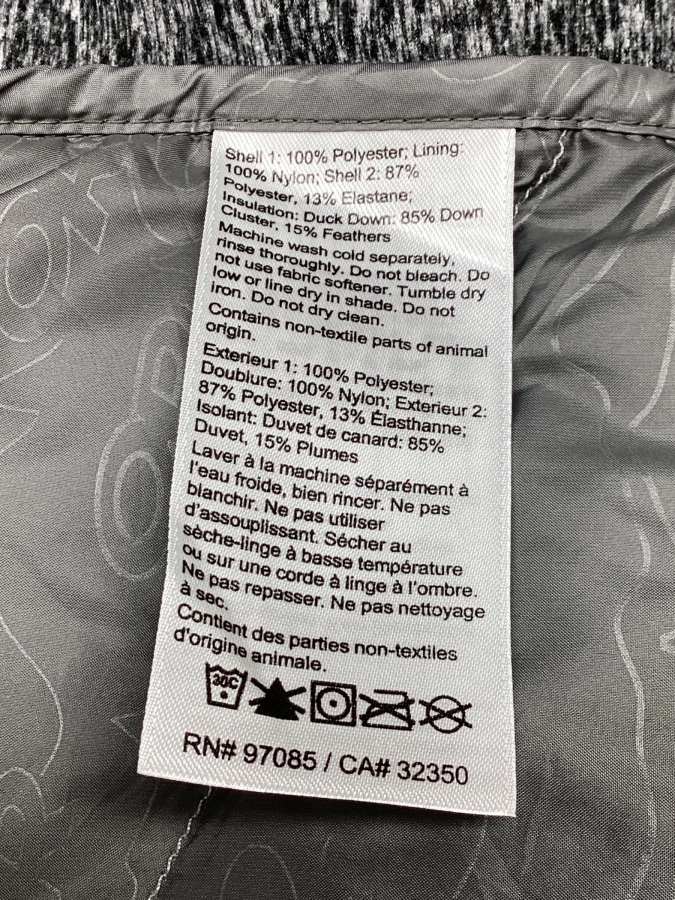 Shell 1: 100% Polyester; Lining:
100% Nylon; Shell 2: 87%
Polyester, 13% Elastane;
Insulation: Duck Down: 85% Down
Cluster, 15% Feathers
Machine wash cold separately,
rinse thoroughly. Do not bleach. Do
not use fabric softener. Tumble dry
low or line dry in shade. Do not
iron. Do not dry clean.
Contains non-textile parts of animal
origin.
Exterieur 1: 100% Polyester;
Doublure: 100% Nylon; Exterieur 2:
87% Polyester, 13% Élasthanne;
Isolant: Duvet de canard: 85%
Duvet, 15% Plumes
Laver à la machine séparément à
l'eau froide, bien rincer. Ne pas
blanchir. Ne pas utiliser
d'assouplissant. Sécher au
sèche-linge à basse température
ou sur une corde à linge à l'ombre.
Ne pas repasser. Ne pas nettoyage
à sec.
Contient des parties non-textiles
d'origine animale.
30C
RN# 97085 / CA# 32350